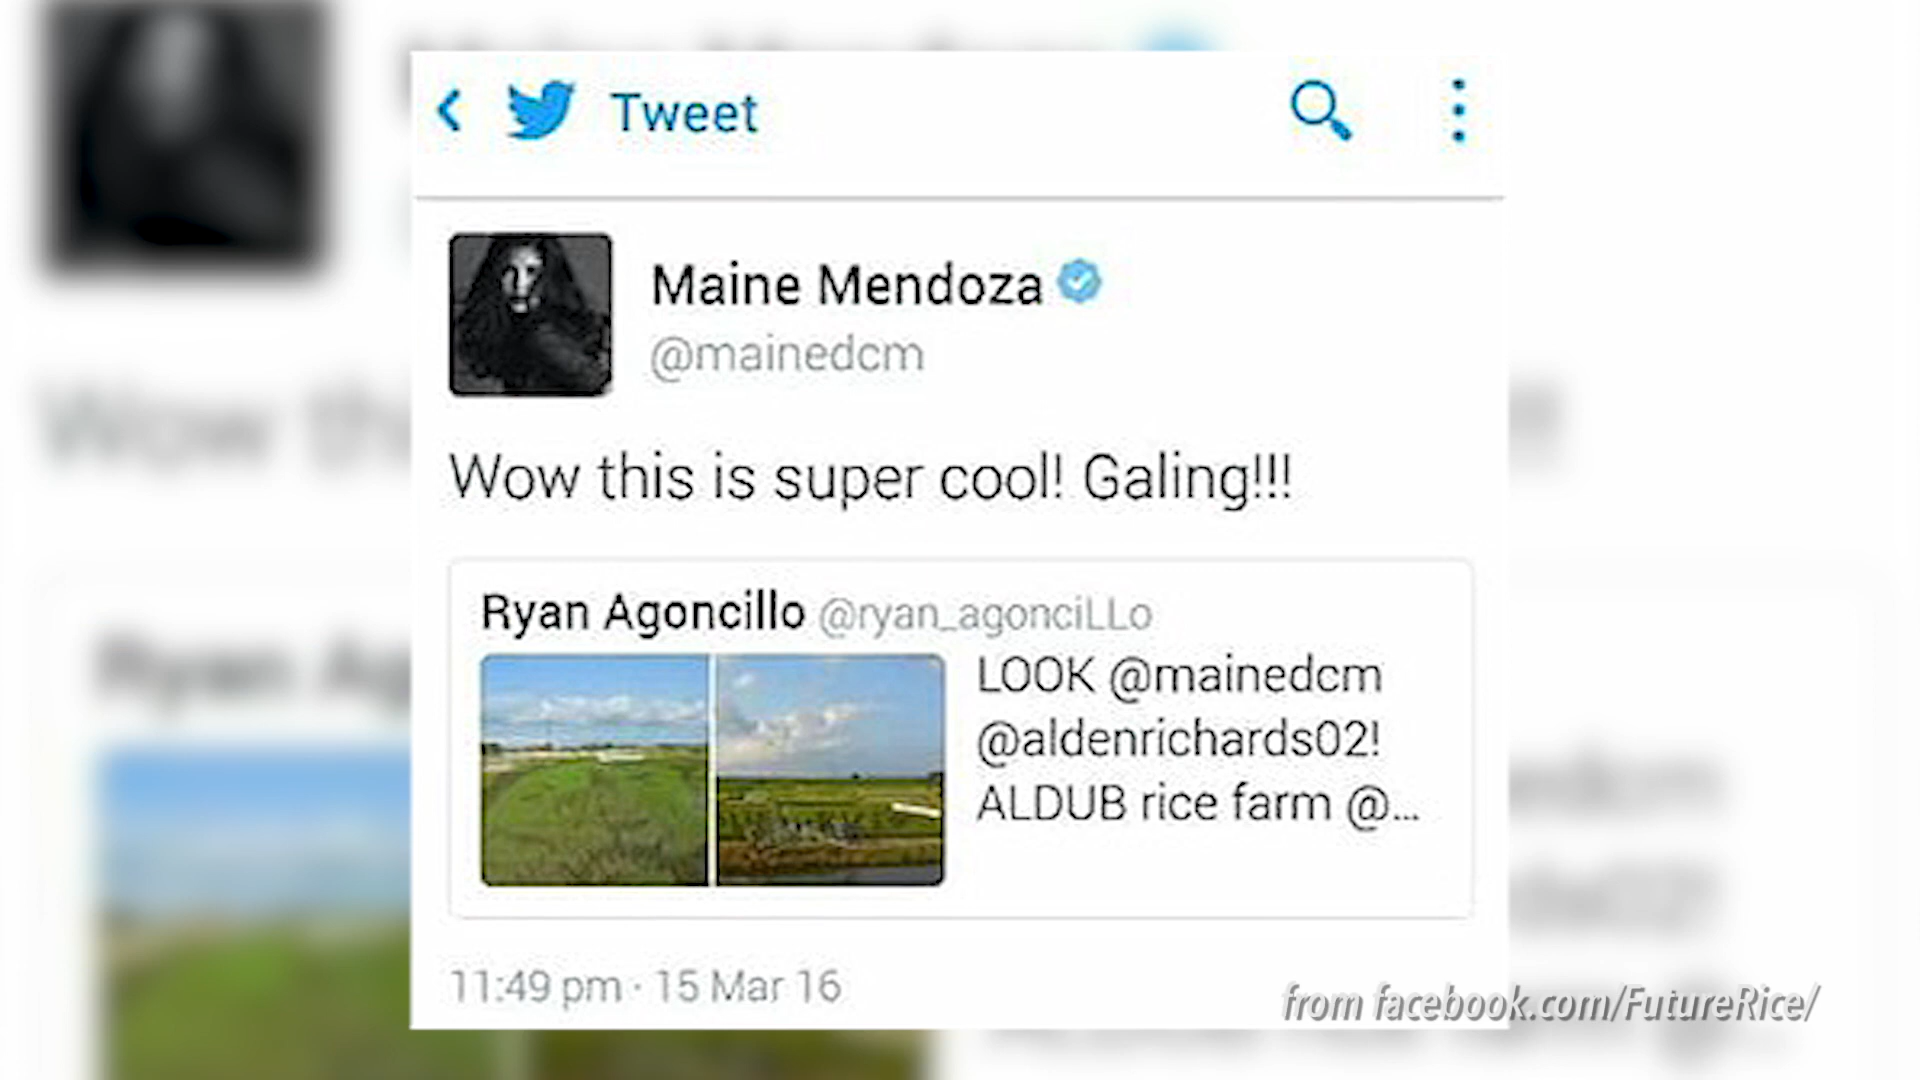 Tweet
Maine Mendoza
@mainedcm
Wow this is super cool! Galing!!!
Ryan Agoncillo @ryan_agonciLLo
LOOK @mainedcm
@aldenrichards02!
ALDUB rice farm @...
11:49 pm · 15 Mar 16
from facebook.com/FutureRice/